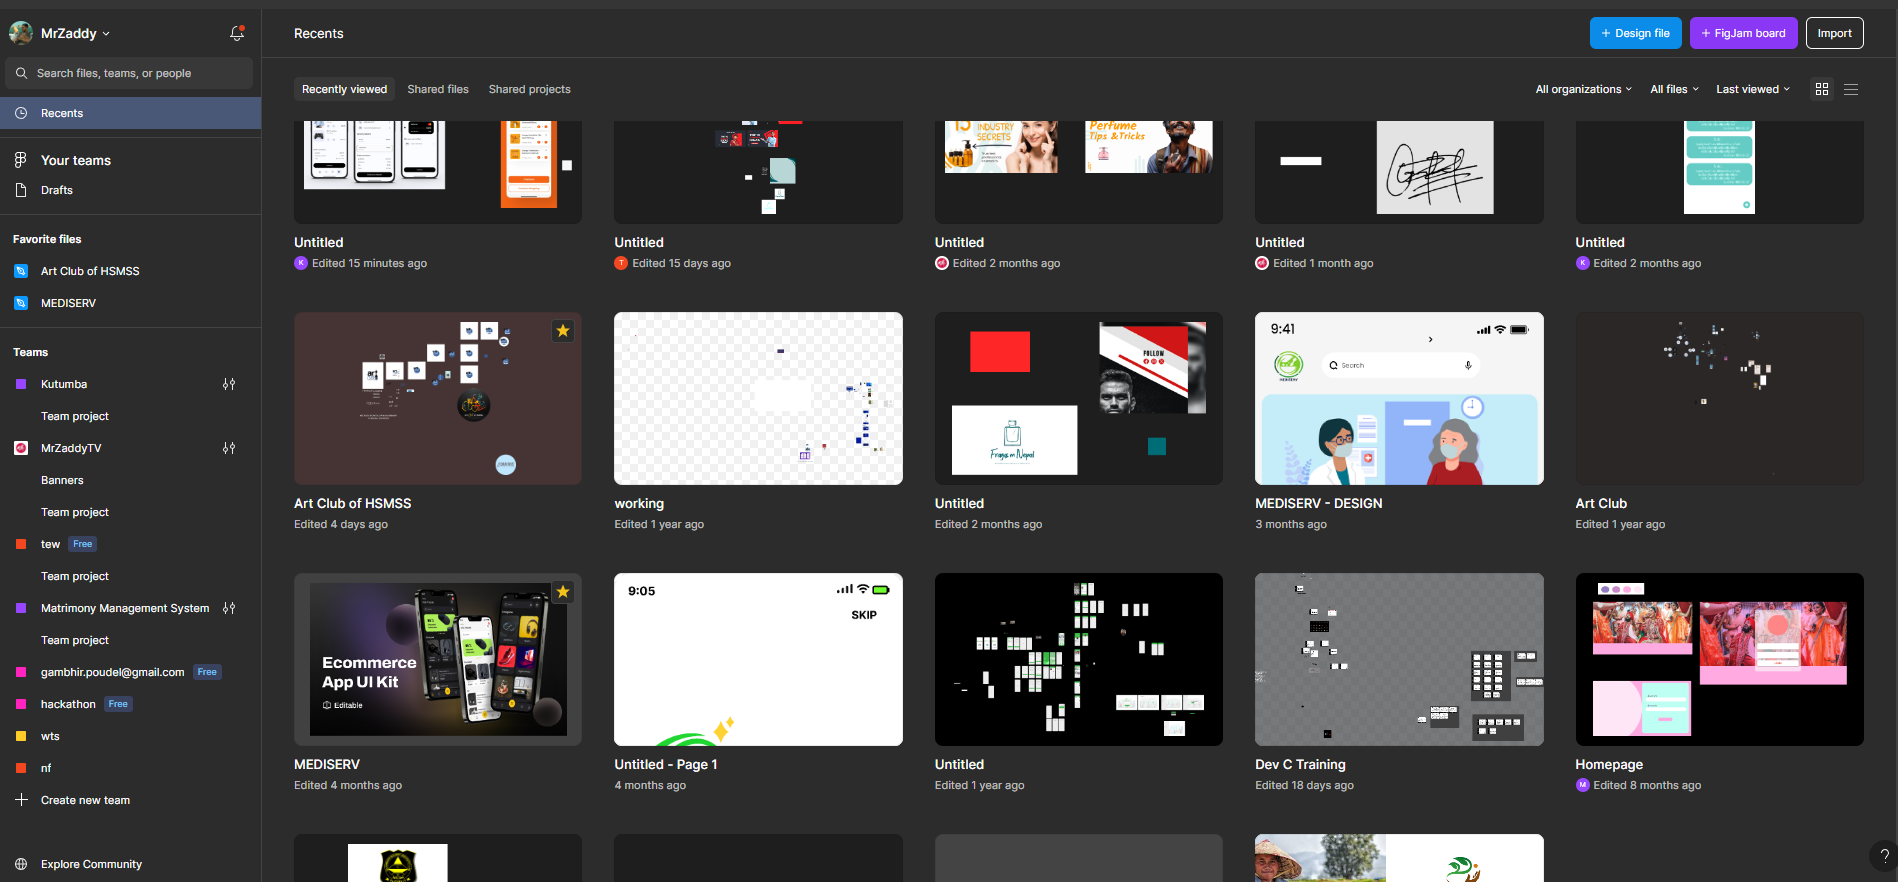 MrZaddy
Search files, teams, or people
Recents
Your teams
Drafts
Favorite files
Art Club of HSMSS
MEDISERV
Teams
Kutumba
Team project
MrZaddyTV
Banners
Team project
tew Free
Team project
Matrimony Management System
Team project
gambhir.poudel@gmail.com Free
hackathon Free
wts
nf
Create new team
Explore Community
Recents
+ Design file
+ FigJam board
Import
Recently viewed
Shared files
Shared projects
All organizations
All files
Last viewed
INDUSTRY
SECRETS
Perfume
Tips & Tricks
Untitled
K Edited 15 minutes ago
Untitled
T Edited 15 days ago
Untitled
Edited 2 months ago
Untitled
Edited 1 month ago
Untitled
K Edited 2 months ago
FOLLOW
9:41
Search
Art Club of HSMSS
Edited 4 days ago
working
Edited 1 year ago
Untitled
Edited 2 months ago
MEDISERV - DESIGN
3 months ago
Art Club
Edited 1 year ago
Ecommerce
App UI Kit
Editable
9:05
SKIP
MEDISERV
Edited 4 months ago
Untitled - Page 1
4 months ago
Untitled
Edited 1 year ago
Dev C Training
Edited 18 days ago
Homepage
M Edited 8 months ago
?